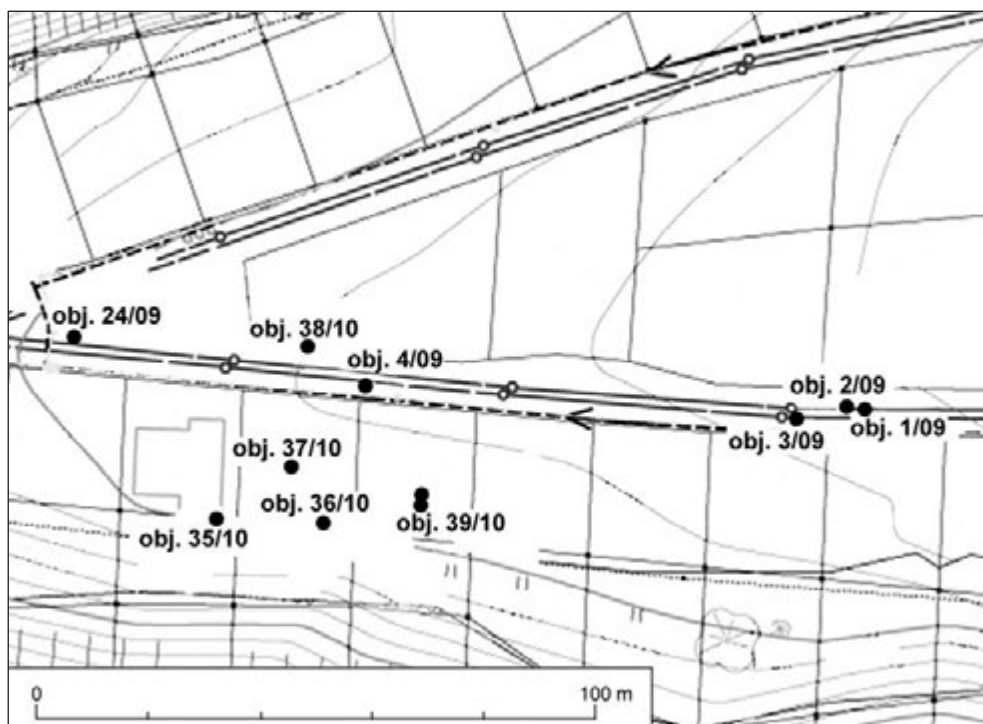 obj. 24/09
obj. 38/10
obj. 4/09
obj. 2/09
obj. 1/09
obj. 3/09
obj. 37/10
obj. 36/10
obj. 39/10
obj. 35/10
0
100 m